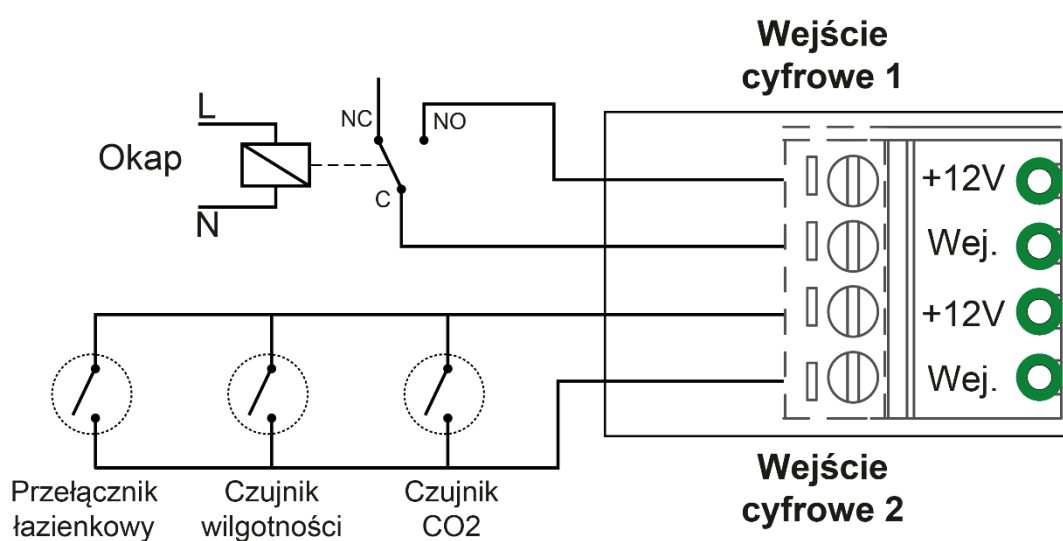 Wejście
cyfrowe 1
L
NC
NO
Okap
C
N
+12V
Wej.
+12V
Wej.
Przełącznik
łazienkowy
Czujnik
wilgotności
Czujnik
CO2
Wejście
cyfrowe 2